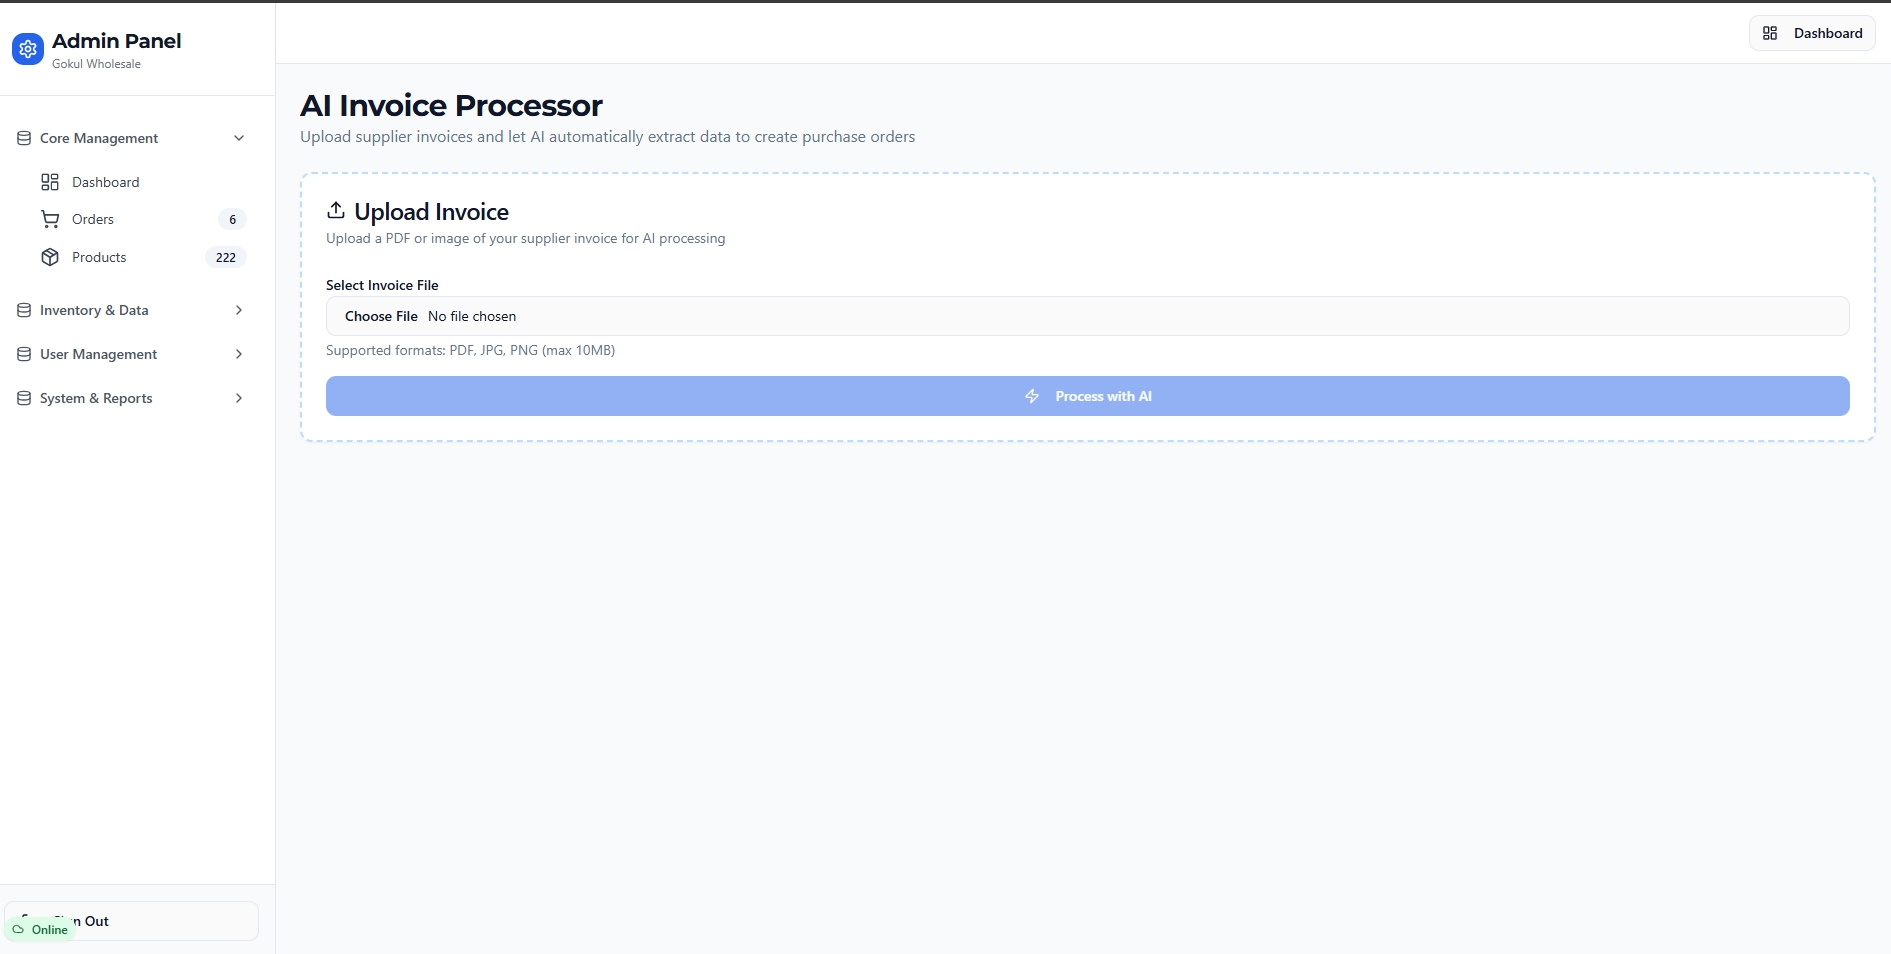 Admin Panel
Gokul Wholesale
Core Management
Dashboard
Orders 6
Products 222
Inventory & Data
User Management
System & Reports
Out
Online
Dashboard
AI Invoice Processor
Upload supplier invoices and let AI automatically extract data to create purchase orders
Upload Invoice
Upload a PDF or image of your supplier invoice for AI processing
Select Invoice File
Choose File No file chosen
Supported formats: PDF, JPG, PNG (max 10MB)
Process with AI